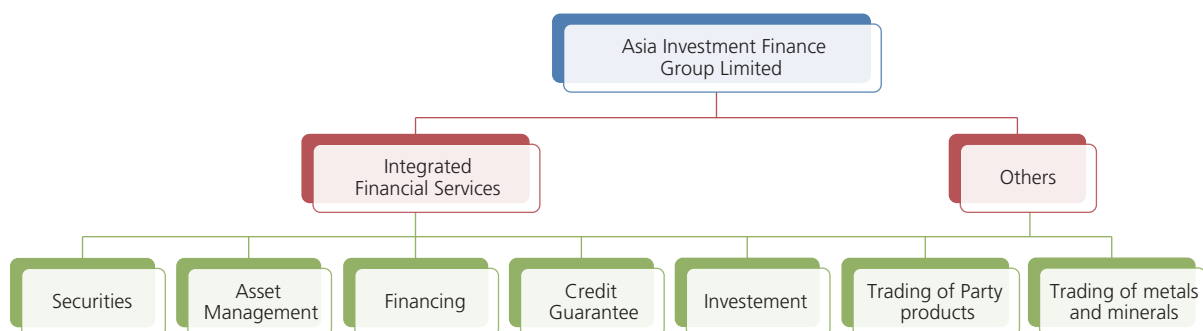 Asia Investment Finance
Group Limited
Integrated
Financial Services
Others
Securities
Asset
Management
Financing
Credit
Guarantee
Investement
Trading of Party
products
Trading of metals
and minerals